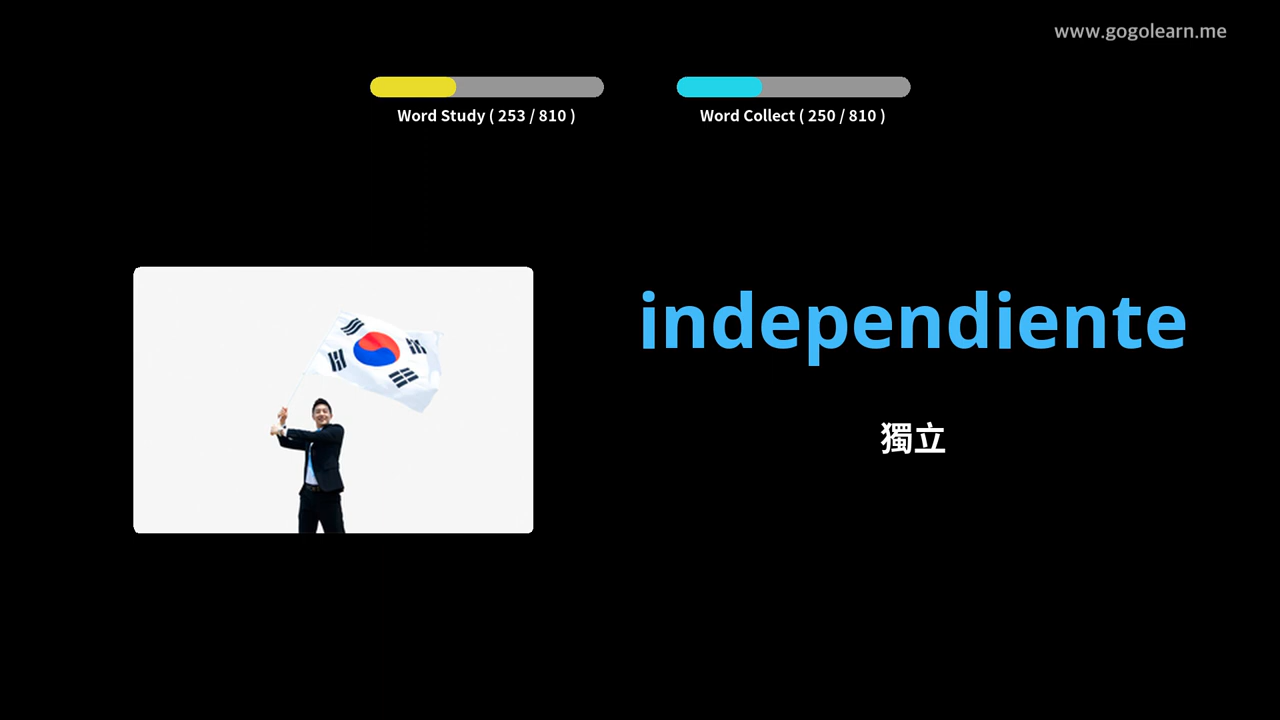 www.gogolearn.me
Word Study ( 253 / 810 )
Word Collect ( 250 / 810 )
independiente
獨立